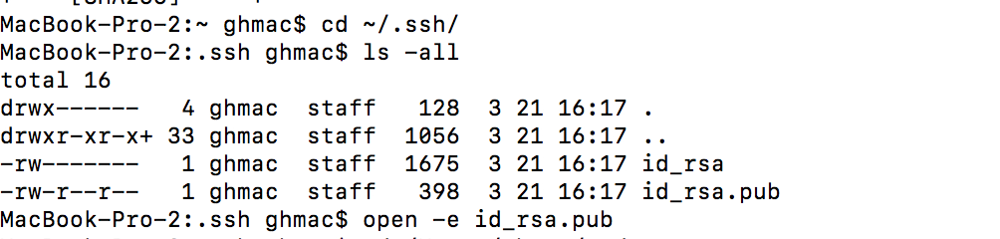 MacBook-Pro-2:~ ghmac$ cd ~/.ssh/
MacBook-Pro-2:.ssh ghmac$ ls -all
total 16
drwx------   4 ghmac  staff   128  3 21 16:17 .
drwxr-xr-x+ 33 ghmac  staff  1056  3 21 16:17 ..
-rw-------   1 ghmac  staff  1675  3 21 16:17 id_rsa
-rw-r--r--   1 ghmac  staff   398  3 21 16:17 id_rsa.pub
MacBook-Pro-2:.ssh ghmac$ open -e id_rsa.pub